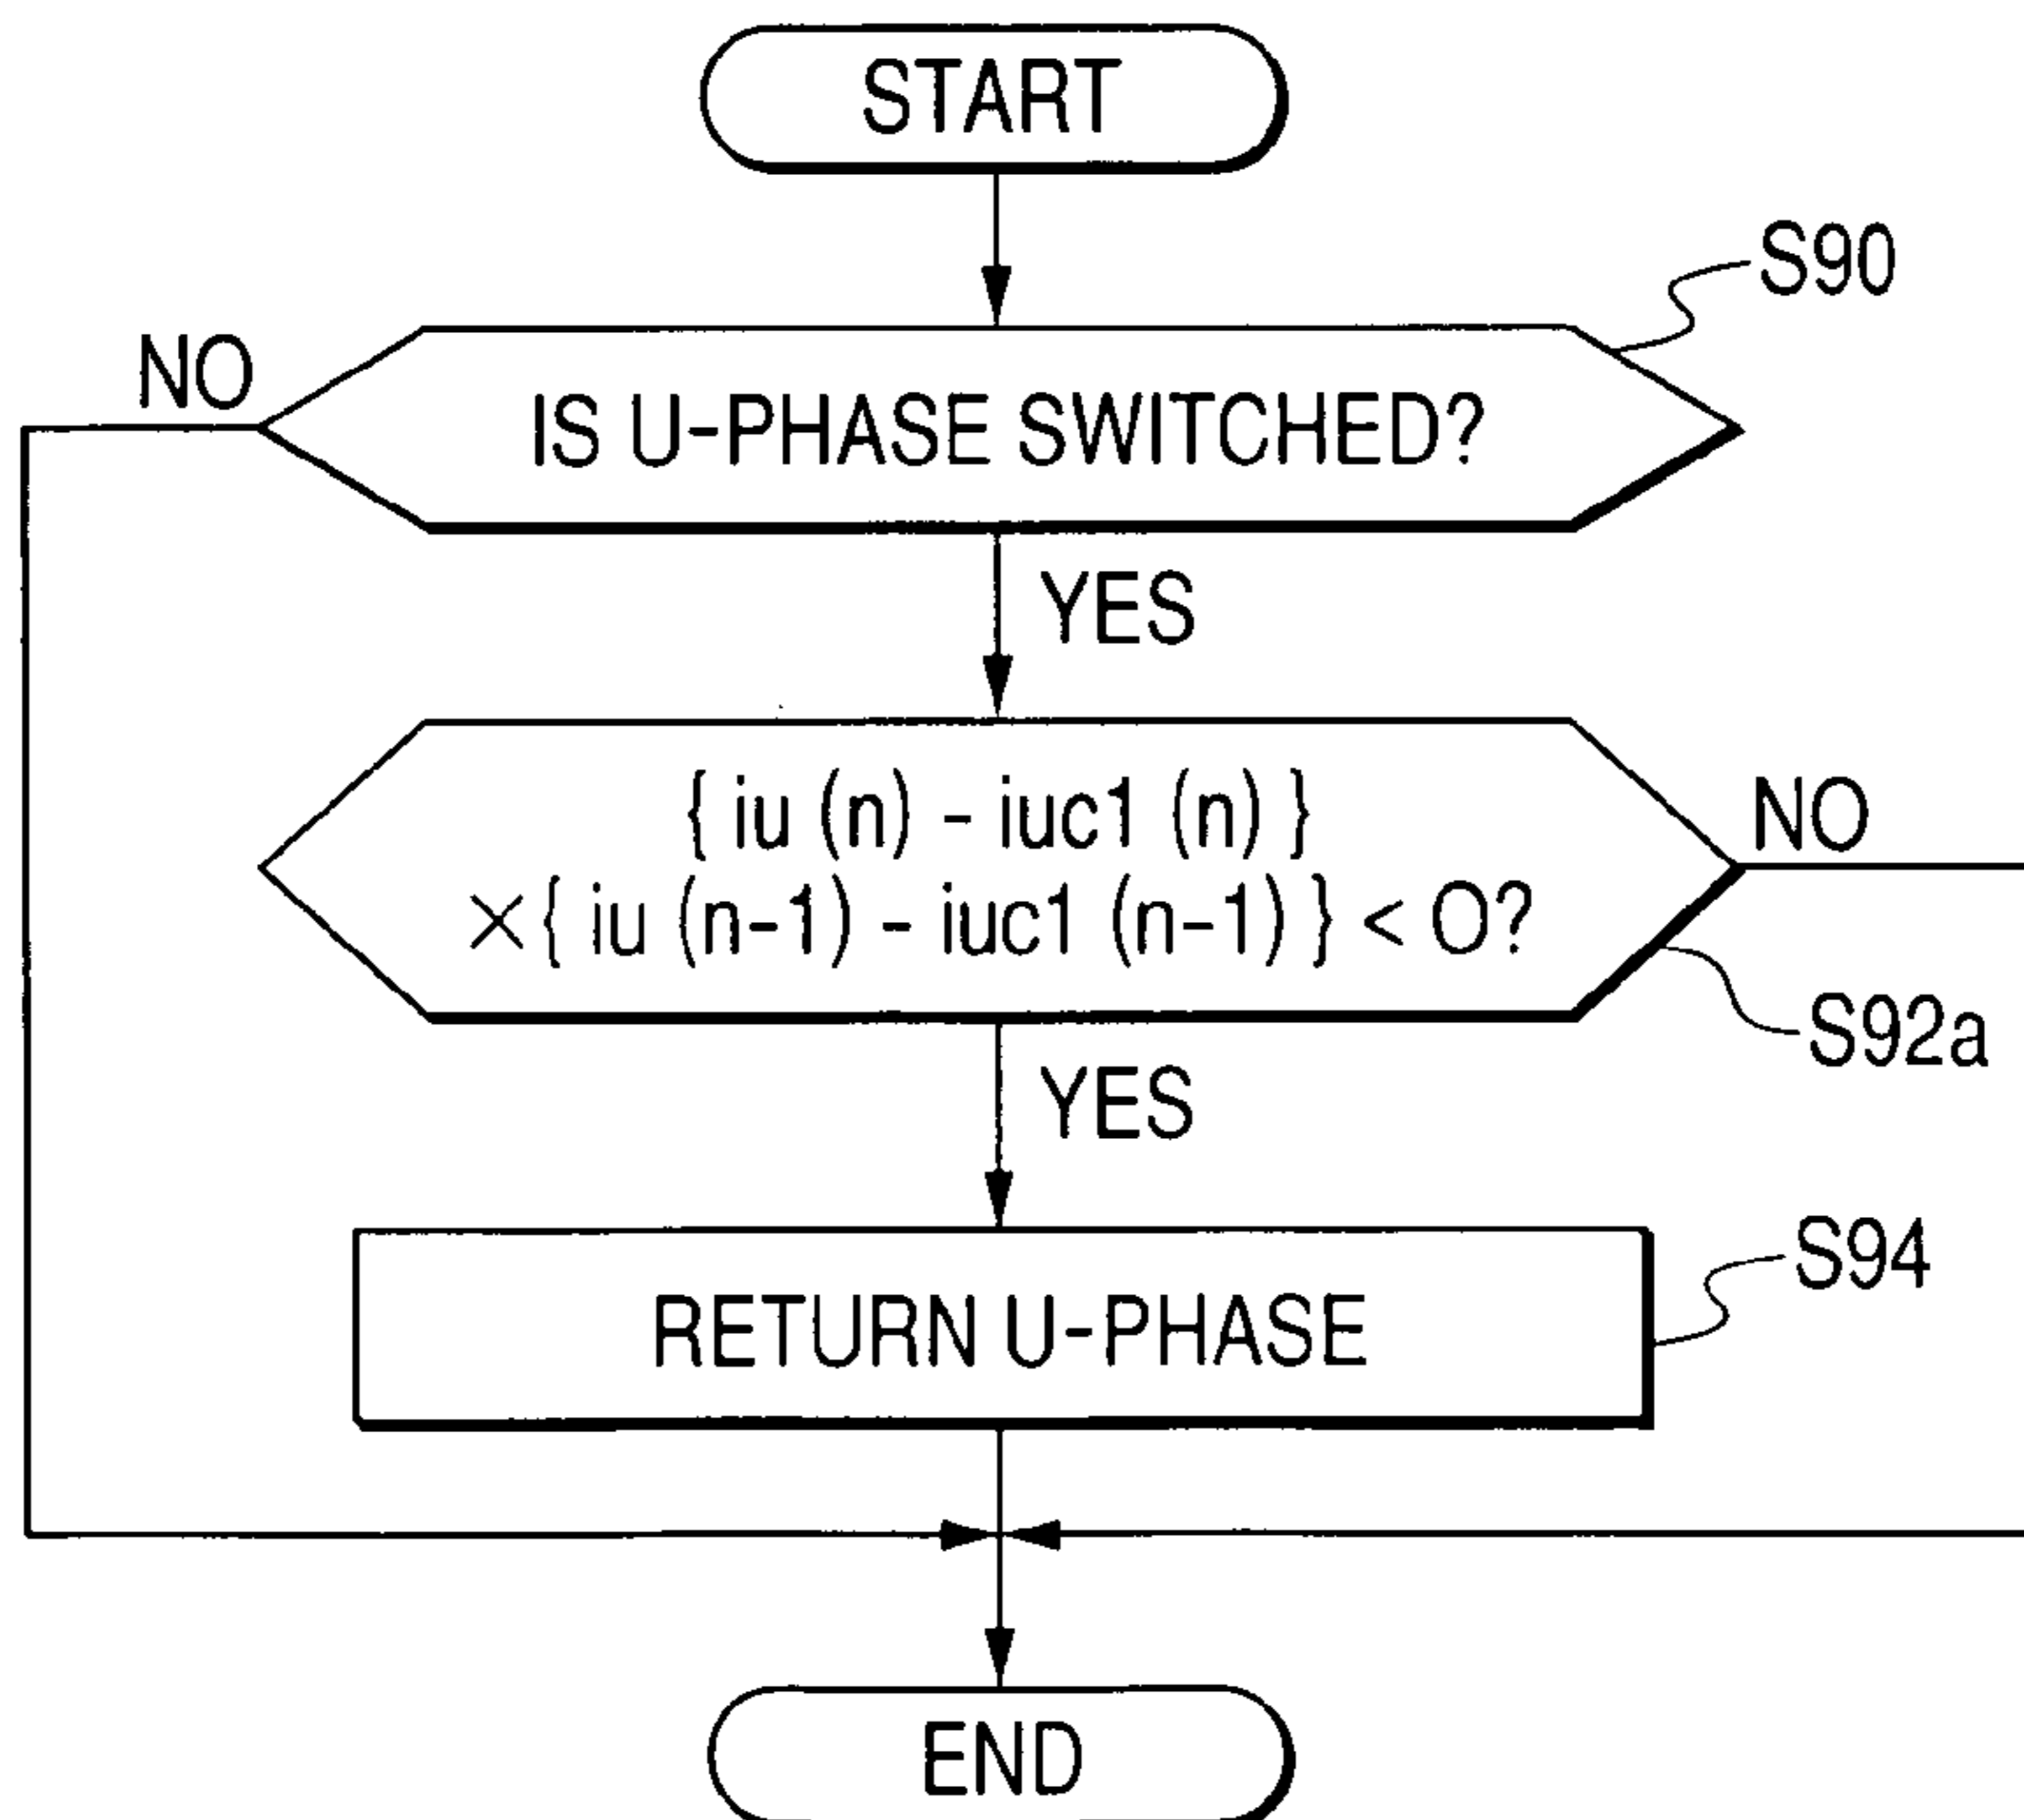 START
S90
NO
IS U-PHASE SWITCHED?
YES
{ iu (n) - iuc1 (n) }
NO
×{ iu (n-1) - iuc1 (n-1) } < O?
S92a
YES
S94
RETURN U-PHASE
END